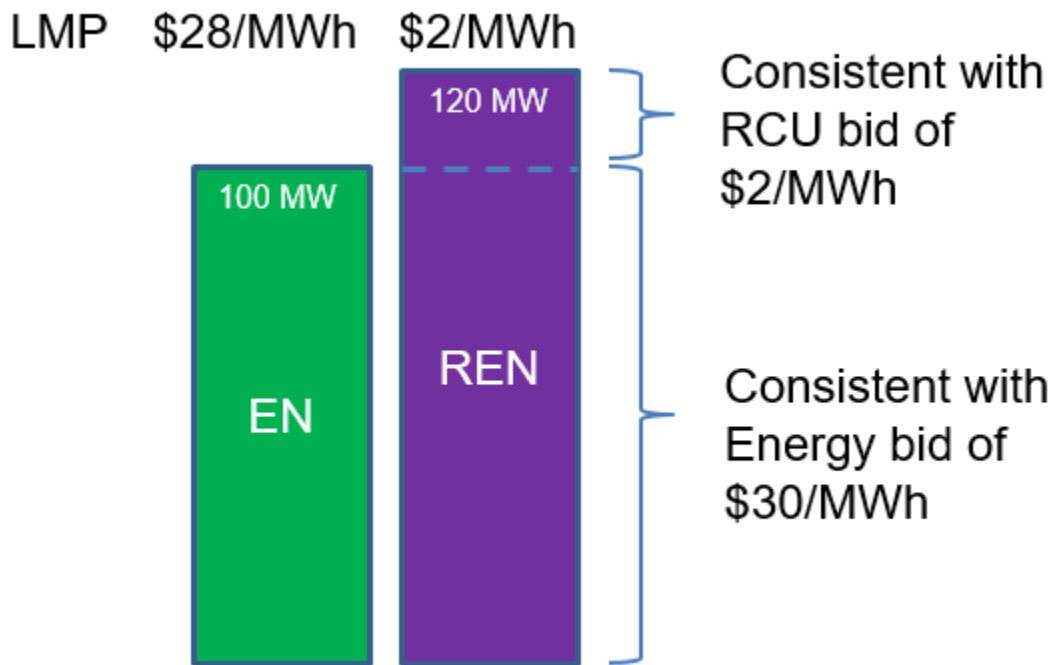 LMP $28/MWh $2/MWh
120 MW
Consistent with
RCU bid of
$2/MWh
100 MW
REN
EN
Consistent with
Energy bid of
$30/MWh